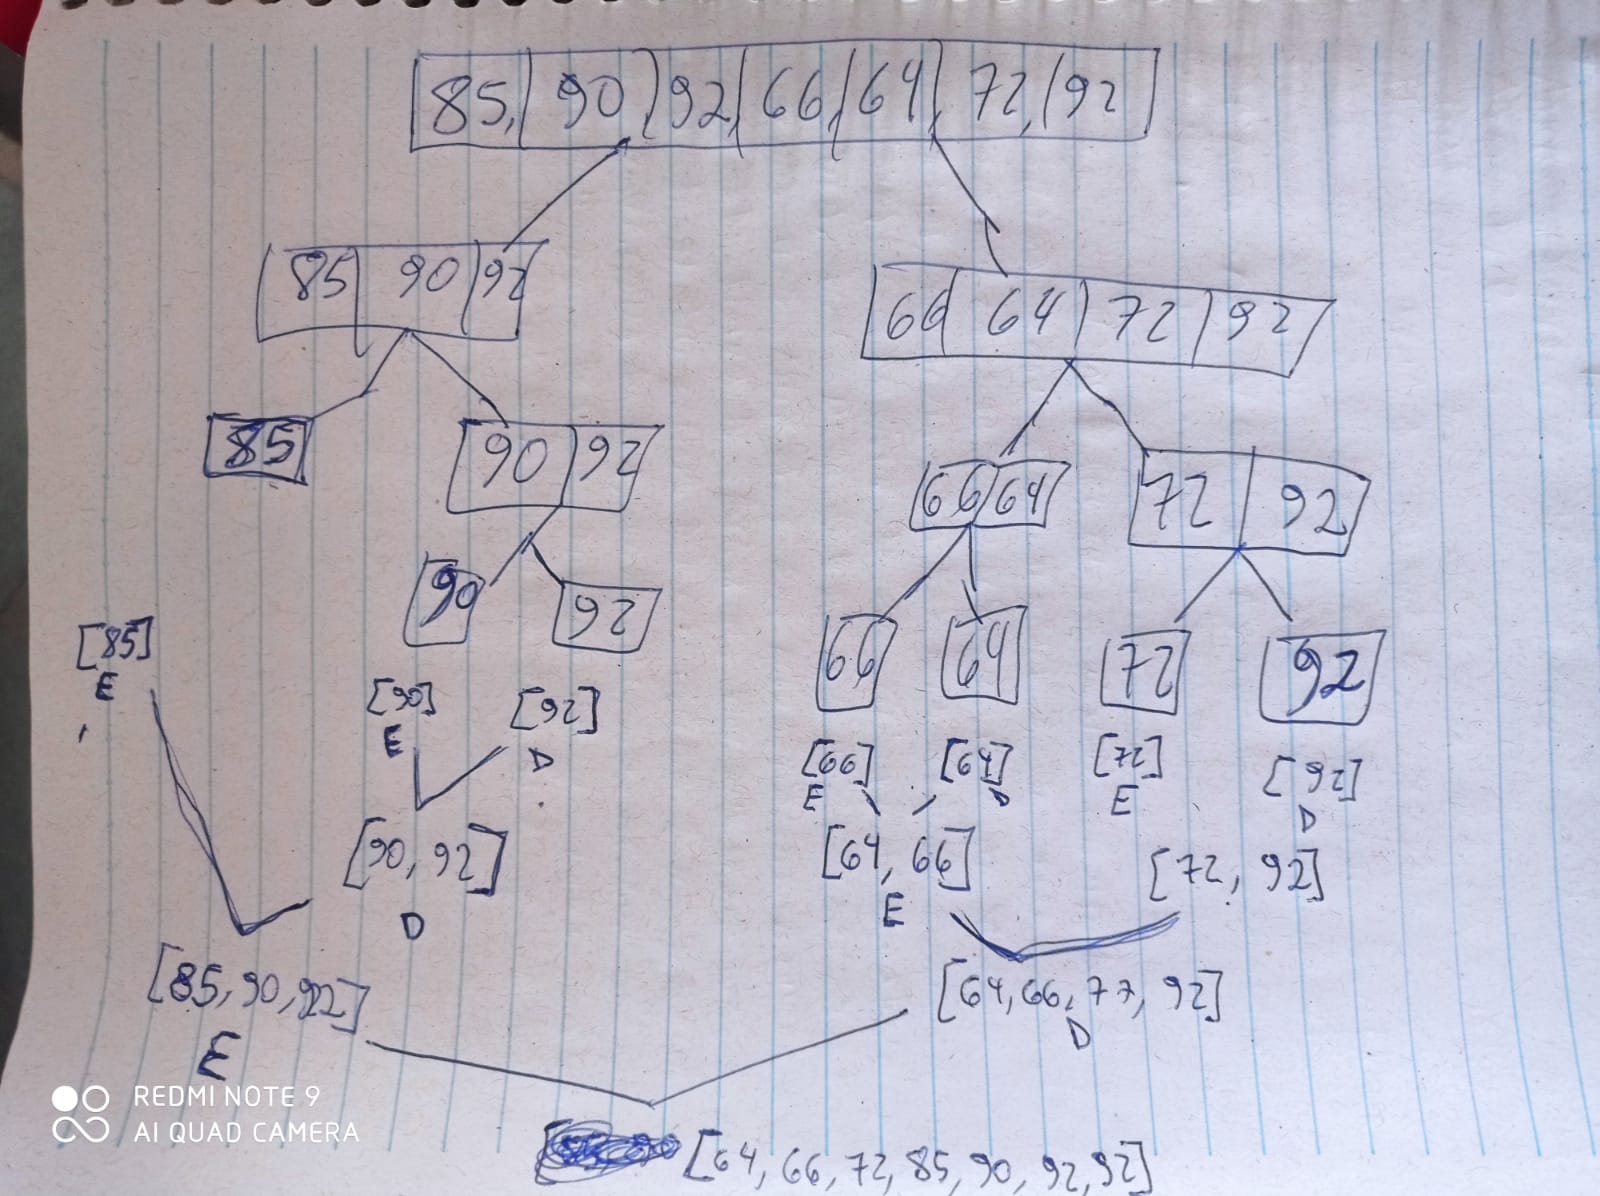 85, 90, 92, 66, 64, 72, 92
85 90 92
66 64 72 92
85
90 92
66 64
72 92
90
92
66
64
72
92
[85]
E
[90]
E
[92]
D
[66]
E
[64]
D
[72]
E
[92]
D
[90, 92]
D
[64, 66]
E
[72, 92]
[85, 90, 92]
E
[64, 66, 77, 92]
D
[64, 66, 72, 85, 90, 92, 92]
REDMI NOTE 9
AI QUAD CAMERA